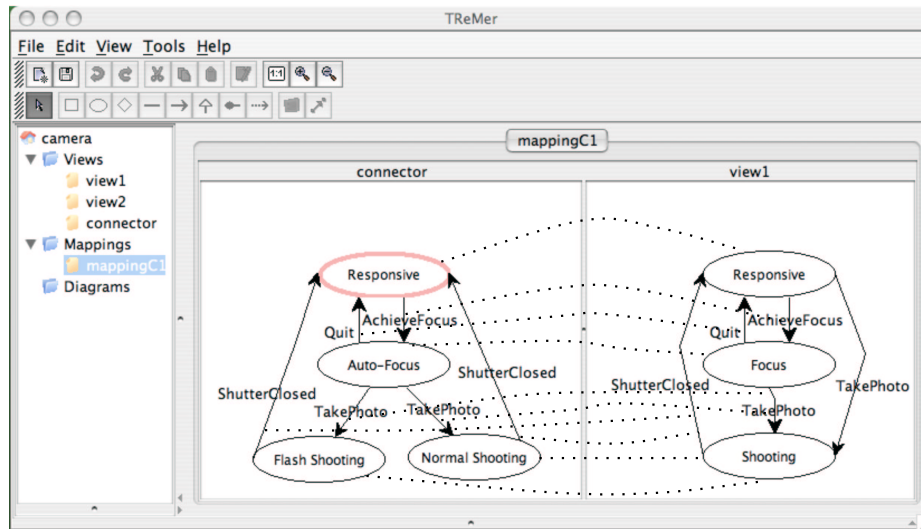 TReMer
File Edit View Tools Help
1:1
camera
Views
view1
view2
connector
Mappings
mappingC1
Diagrams
mappingC1
connector
view1
Responsive
AchieveFocus
Quit
Auto-Focus
ShutterClosed
ShutterClosed
TakePhoto
TakePhoto
Flash Shooting
Normal Shooting
Responsive
AchieveFocus
Quit
Focus
ShutterClosed
TakePhoto
TakePhoto
Shooting